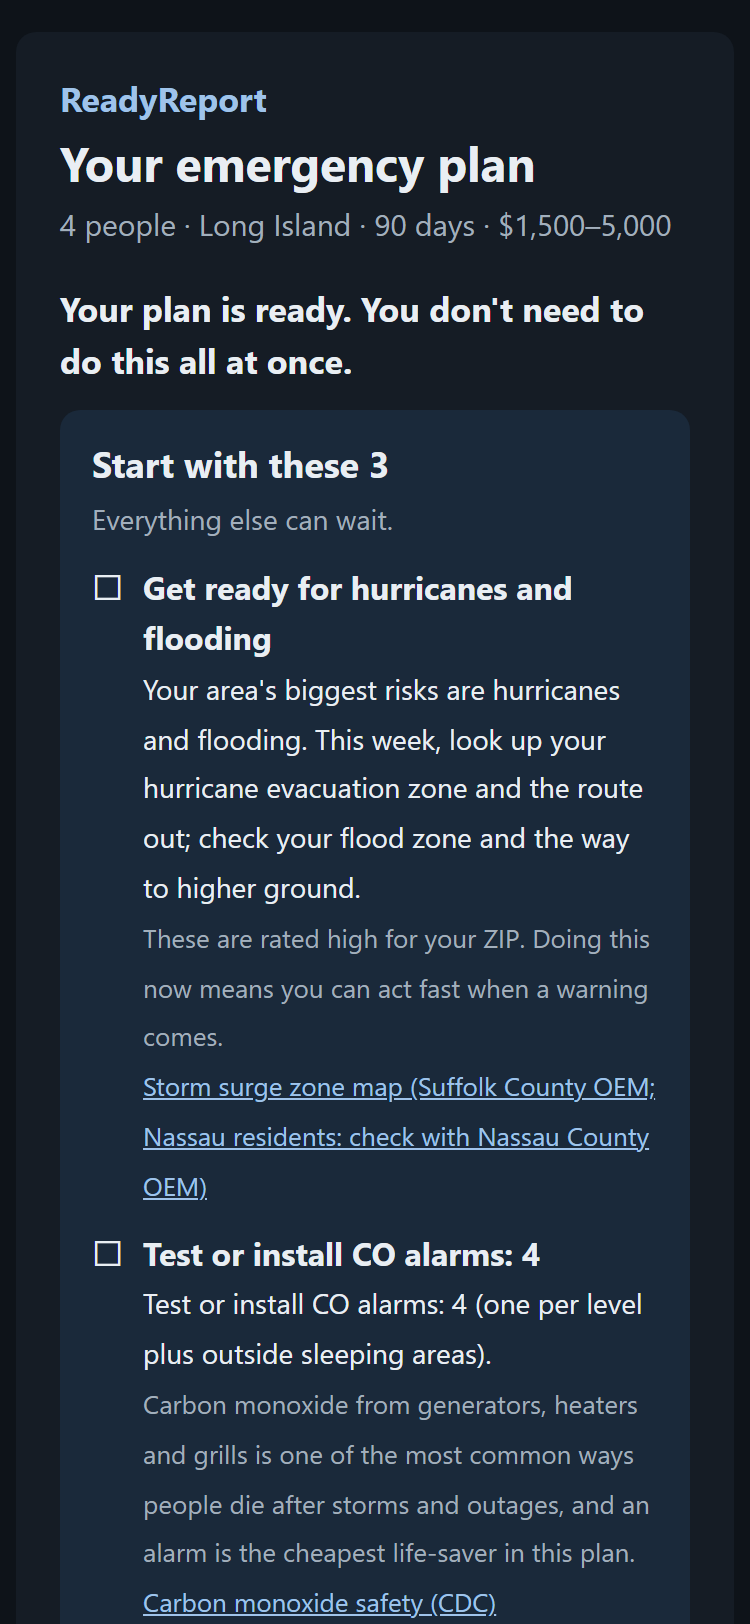 ReadyReport
Your emergency plan
4 people · Long Island · 90 days · $1,500–5,000
Your plan is ready. You don't need to
do this all at once.
Start with these 3
Everything else can wait.
☐ Get ready for hurricanes and
flooding
Your area's biggest risks are hurricanes
and flooding. This week, look up your
hurricane evacuation zone and the route
out; check your flood zone and the way
to higher ground.
These are rated high for your ZIP. Doing this
now means you can act fast when a warning
comes.
Storm surge zone map (Suffolk County OEM;
Nassau residents: check with Nassau County
OEM)
☐ Test or install CO alarms: 4
Test or install CO alarms: 4 (one per level
plus outside sleeping areas).
Carbon monoxide from generators, heaters
and grills is one of the most common ways
people die after storms and outages, and an
alarm is the cheapest life-saver in this plan.
Carbon monoxide safety (CDC)